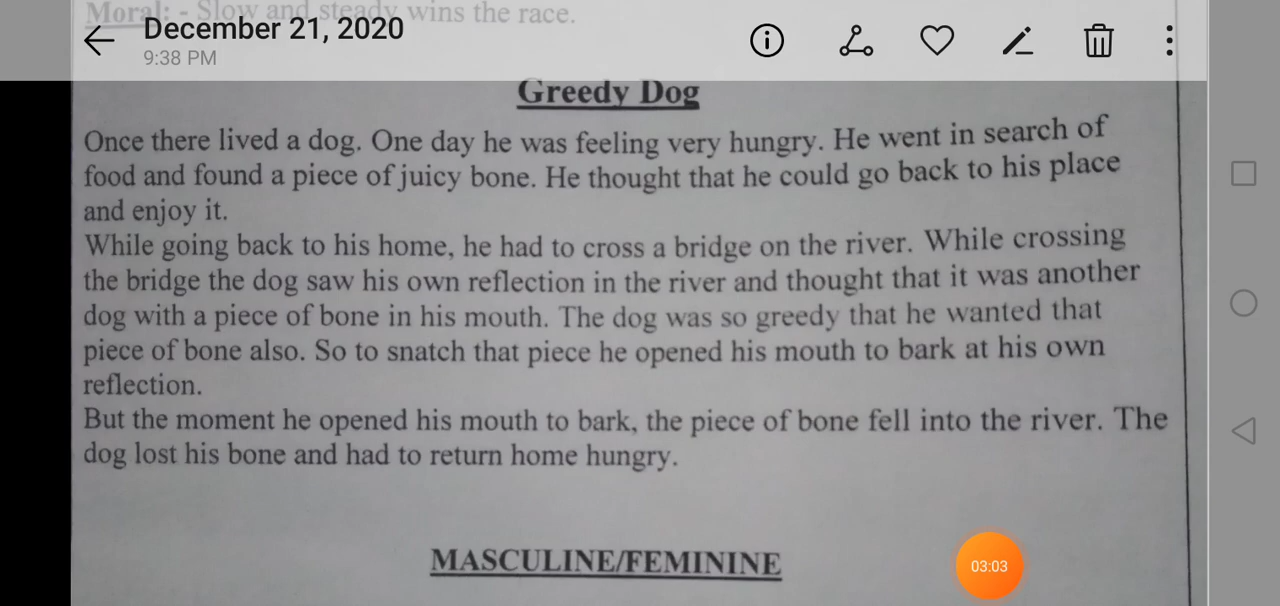 Moral: - Slow and steady wins the race.
December 21, 2020
9:38 PM
Greedy Dog
Once there lived a dog. One day he was feeling very hungry. He went in search of
food and found a piece of juicy bone. He thought that he could go back to his place
and enjoy it.
While going back to his home, he had to cross a bridge on the river. While crossing
the bridge the dog saw his own reflection in the river and thought that it was another
dog with a piece of bone in his mouth. The dog was so greedy that he wanted that
piece of bone also. So to snatch that piece he opened his mouth to bark at his own
reflection.
But the moment he opened his mouth to bark, the piece of bone fell into the river. The
dog lost his bone and had to return home hungry.
MASCULINE/FEMININE
03:03